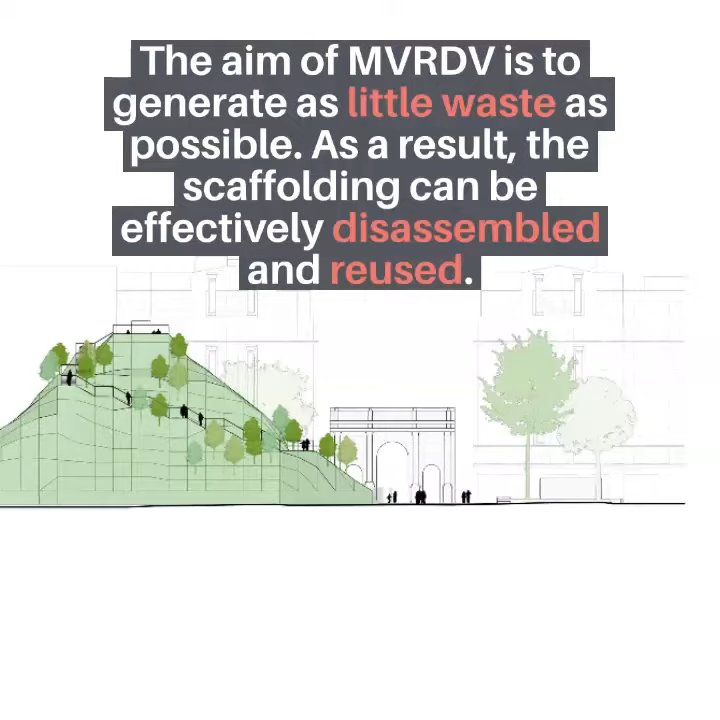 The aim of MVRDV is to
generate as little waste as
possible. As a result, the
scaffolding can be
effectively disassembled
and reused.